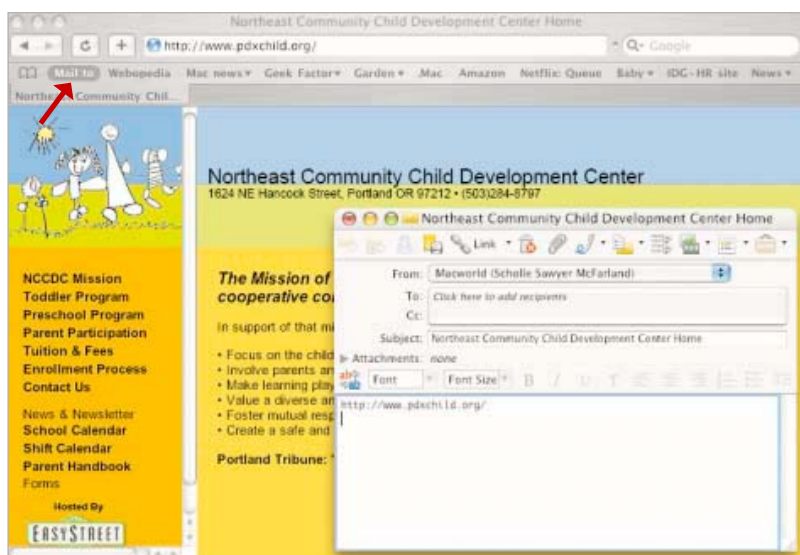 Northeast Community Child Development Center Home
http://www.pdxchild.org/
Q- Google
Mail to Webopedia Mac news Geek Factor Garden .Mac Amazon Netflix: Queue Baby IDG-HR site News
Northeast Community Chil...
Northeast Community Child Development Center
1624 NE Hancock Street, Portland OR 97212 • (503)284-8797
NCCDC Mission
Toddler Program
Preschool Program
Parent Participation
Tuition & Fees
Enrollment Process
Contact Us
News & Newsletter
School Calendar
Shift Calendar
Parent Handbook
Forms
Hosted By
EASYSTREET
The Mission of
cooperative co
In support of that mi
• Focus on the child
• Involve parents an
• Make learning play
• Value a diverse an
• Foster mutual resp
• Create a safe and
Portland Tribune: "
Northeast Community Child Development Center Home
Link
From: Macworld (Scholle Sawyer McFarland)
To: Click here to add recipients
Cc:
Subject: Northeast Community Child Development Center Home
Attachments: none
abc Font Font Size B I U T
http://www.pdxchild.org/